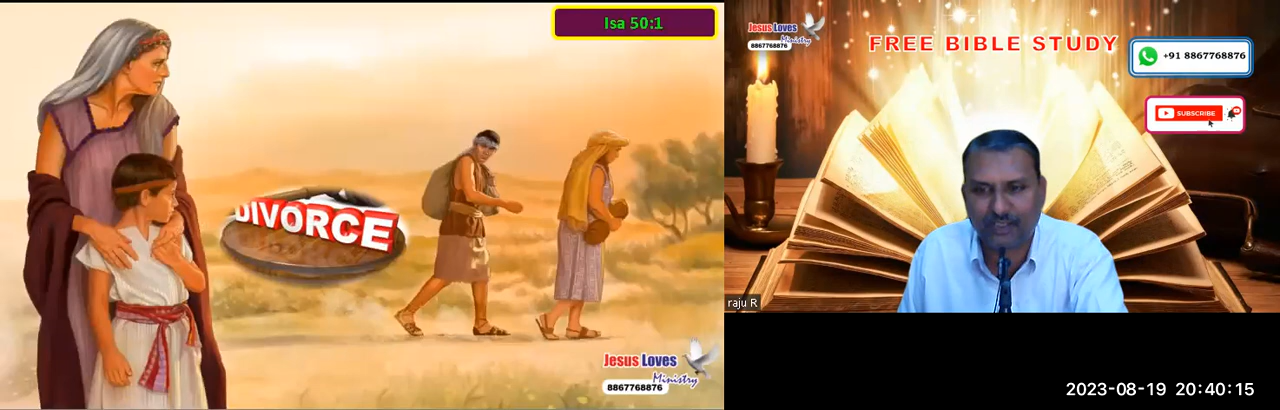 Isa 50:1
DIVORCE
Jesus Loves
Ministry
8867768876
Jesus Loves
Ministry
8867768876
FREE BIBLE STUDY
+91 8867768876
SUBSCRIBE
raju R
2023-08-19 20:40:15